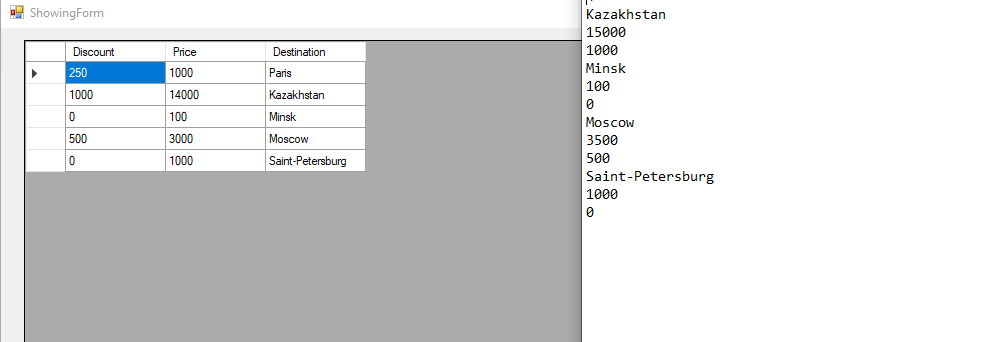 ShowingForm
Discount Price Destination
250 1000 Paris
1000 14000 Kazakhstan
0 100 Minsk
500 3000 Moscow
0 1000 Saint-Petersburg
Kazakhstan
15000
1000
Minsk
100
0
Moscow
3500
500
Saint-Petersburg
1000
0